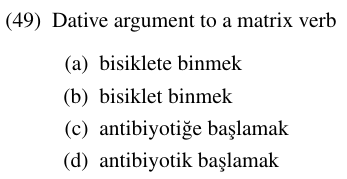 (49) Dative argument to a matrix verb
(a) bisiklete binmek
(b) bisiklet binmek
(c) antibiyotiğe başlamak
(d) antibiyotik başlamak